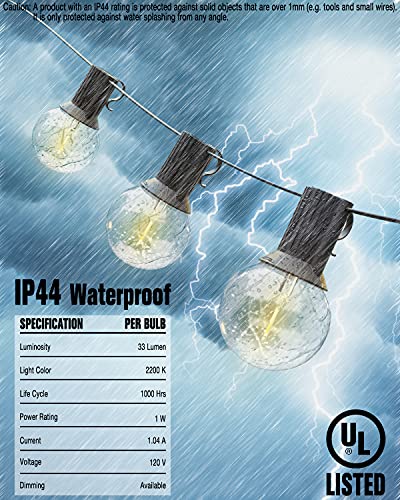 Caution: A product with an IP44 rating is protected against solid objects that are over 1mm (e.g. tools and small wires).
It is only protected against water splashing from any angle.
IP44 Waterproof
SPECIFICATION PER BULB
Luminosity 33 Lumen
Light Color 2200 K
Life Cycle 1000 Hrs
Power Rating 1 W
Current 1.04 A
Voltage 120 V
Dimming Available
UL
®
LISTED